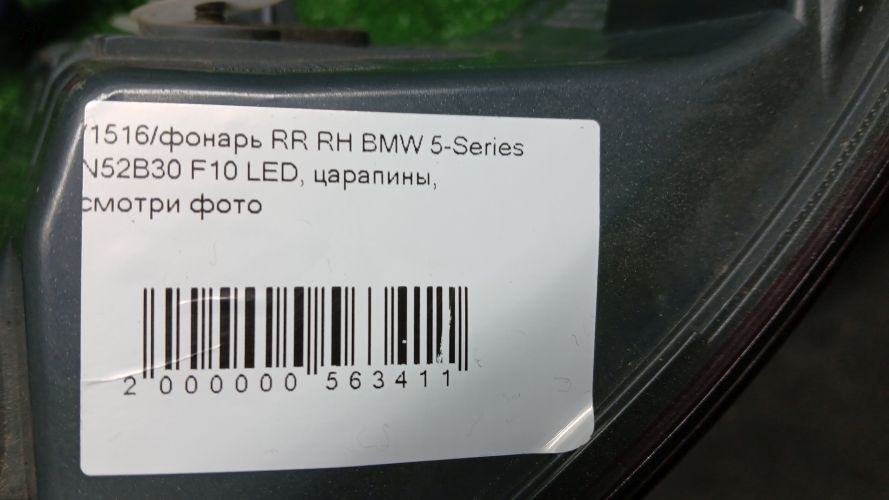 /1516/фонарь RR RH BMW 5-Series
N52B30 F10 LED, царапины,
смотри фото
2 000000 563411